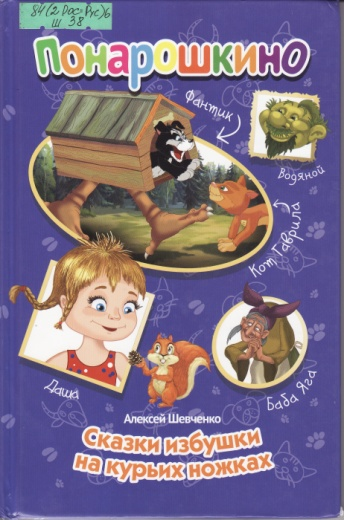 84(2Рос=Рус)6
Ш 38
Понарошкино
Фантик
Водяной
Кот Гаврила
Даша
Баба Яга
Алексей Шевченко
Сказки избушки
на курьих ножках